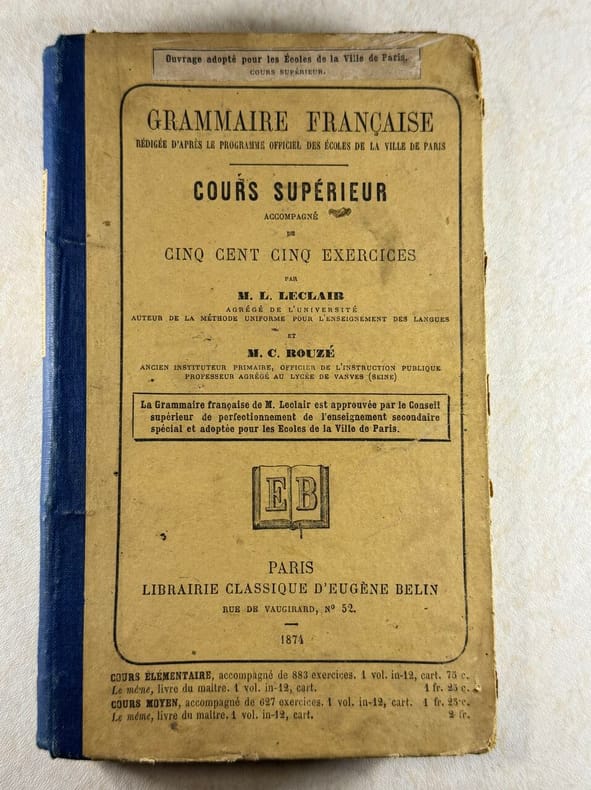 Ouvrage adopté pour les Écoles de la Ville de Paris.
COURS SUPÉRIEUR.
GRAMMAIRE FRANÇAISE
RÉDIGÉE D'APRÈS LE PROGRAMME OFFICIEL DES ÉCOLES DE LA VILLE DE PARIS
COURS SUPÉRIEUR
ACCOMPAGNÉ
DE
CINQ CENT CINQ EXERCICES
PAR
M. L. LECLAIR
AGRÉGÉ DE L'UNIVERSITÉ
AUTEUR DE LA MÉTHODE UNIFORME POUR L'ENSEIGNEMENT DES LANGUES
ET
M. C. ROUZÉ
ANCIEN INSTITUTEUR PRIMAIRE, OFFICIER DE L'INSTRUCTION PUBLIQUE
PROFESSEUR AGRÉGÉ AU LYCÉE DE VANVES (SEINE)
La Grammaire française de M. Leclair est approuvée par le Conseil
supérieur de perfectionnement de l'enseignement secondaire
spécial et adoptée pour les Ecoles de la Ville de Paris.
EB
PARIS
LIBRAIRIE CLASSIQUE D'EUGÈNE BELIN
RUE DE VAUGIRARD, Nº 52.
1874
COURS ÉLÉMENTAIRE, accompagné de 883 exercices. 1 vol. in-12, cart. 75 c.
Le même, livre du maître. 1 vol. in-12, cart. 1 fr. 25 c.
COURS MOYEN, accompagné de 627 exercices. 1 vol. in-12, cart. 1 fr. 25 c.
Le même, livre du maître. 1 vol. in-12, cart. 2 fr.